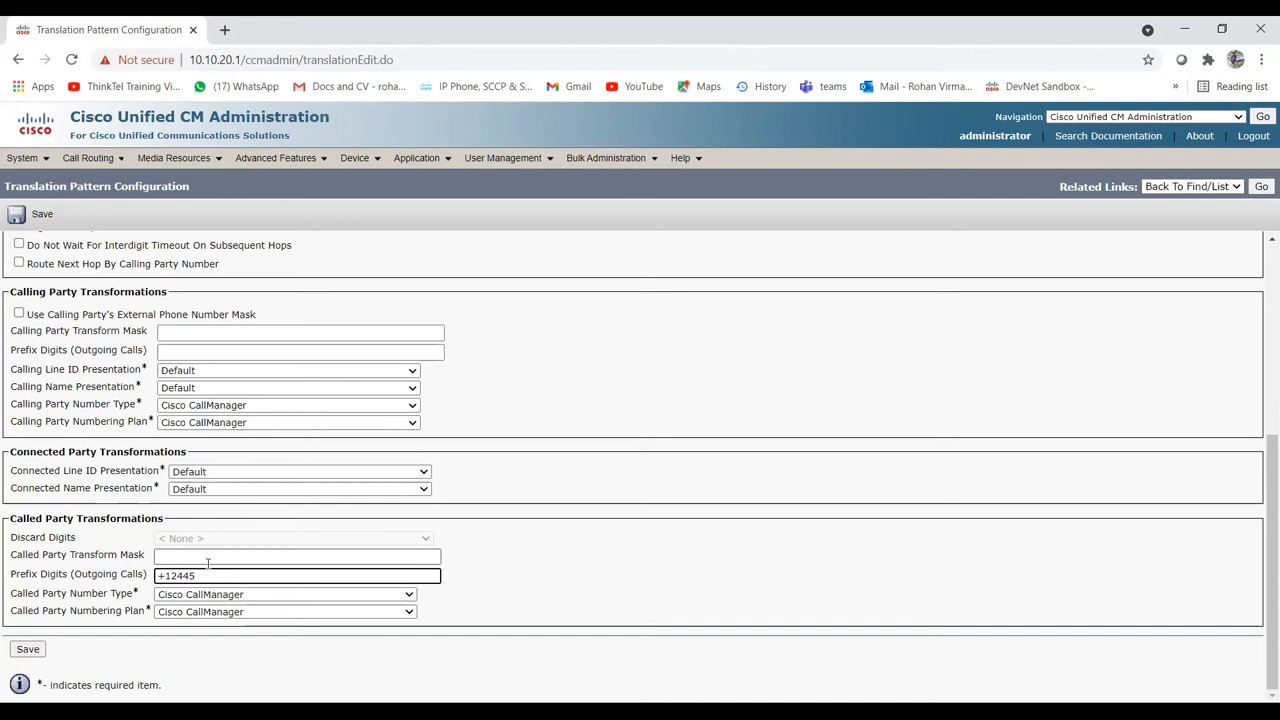 Translation Pattern Configuration
Not secure 10.10.20.1/ccmadmin/translationEdit.do
Apps ThinkTel Training Vi... (17) WhatsApp Docs and CV - roha... IP Phone, SCCP & S... Gmail YouTube Maps History teams Mail - Rohan Virma... DevNet Sandbox -... » Reading list
CISCO Cisco Unified CM Administration Navigation Cisco Unified CM Administration Go
For Cisco Unified Communications Solutions administrator Search Documentation About Logout
System Call Routing Media Resources Advanced Features Device Application User Management Bulk Administration Help
Translation Pattern Configuration Related Links: Back To Find/List Go
Save
Do Not Wait For Interdigit Timeout On Subsequent Hops
Route Next Hop By Calling Party Number
Calling Party Transformations
Use Calling Party's External Phone Number Mask
Calling Party Transform Mask
Prefix Digits (Outgoing Calls)
Calling Line ID Presentation* Default
Calling Name Presentation* Default
Calling Party Number Type* Cisco CallManager
Calling Party Numbering Plan* Cisco CallManager
Connected Party Transformations
Connected Line ID Presentation* Default
Connected Name Presentation* Default
Called Party Transformations
Discard Digits < None >
Called Party Transform Mask
Prefix Digits (Outgoing Calls) +12445
Called Party Number Type* Cisco CallManager
Called Party Numbering Plan* Cisco CallManager
Save
*- indicates required item.